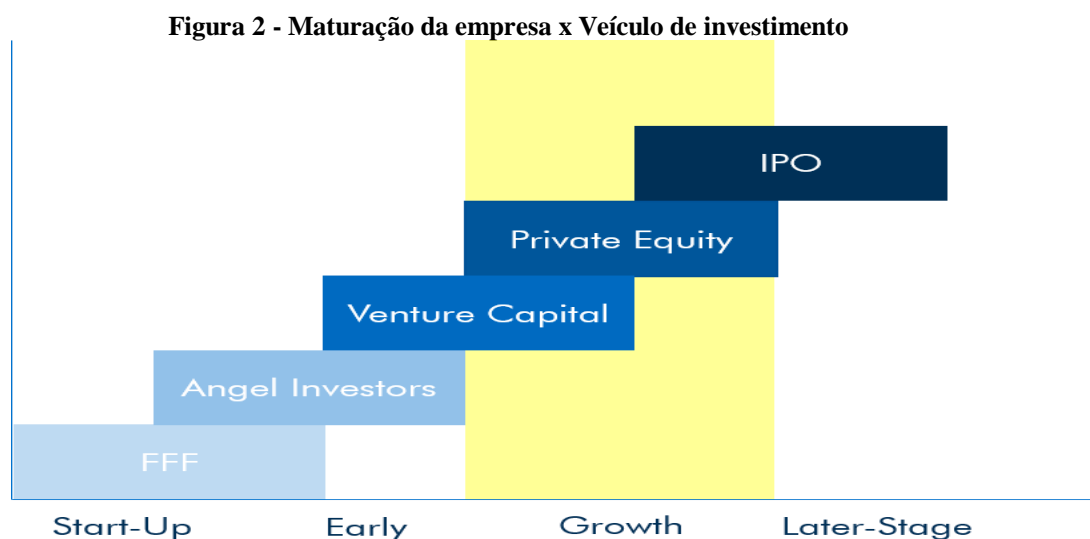 Figura 2 - Maturação da empresa x Veículo de investimento
IPO
Private Equity
Venture Capital
Angel Investors
FFF
Start-Up Early Growth Later-Stage